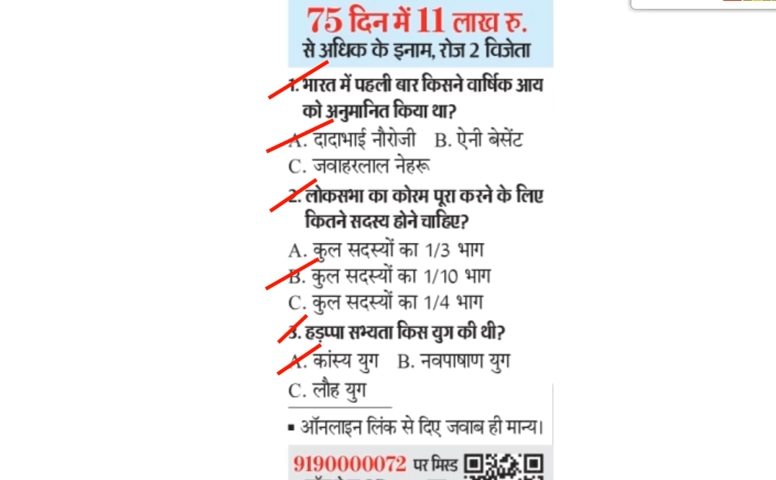 75 दिन में 11 लाख रु.
से अधिक के इनाम, रोज 2 विजेता
1. भारत में पहली बार किसने वार्षिक आय
को अनुमानित किया था?
A. दादाभाई नौरोजी B. ऐनी बेसेंट
C. जवाहरलाल नेहरू
2. लोकसभा का कोरम पूरा करने के लिए
कितने सदस्य होने चाहिए?
A. कुल सदस्यों का 1/3 भाग
B. कुल सदस्यों का 1/10 भाग
C. कुल सदस्यों का 1/4 भाग
3. हड़प्पा सभ्यता किस युग की थी?
A. कांस्य युग B. नवपाषाण युग
C. लौह युग
▪ ऑनलाइन लिंक से दिए जवाब ही मान्य।
9190000072 पर मिस्ड